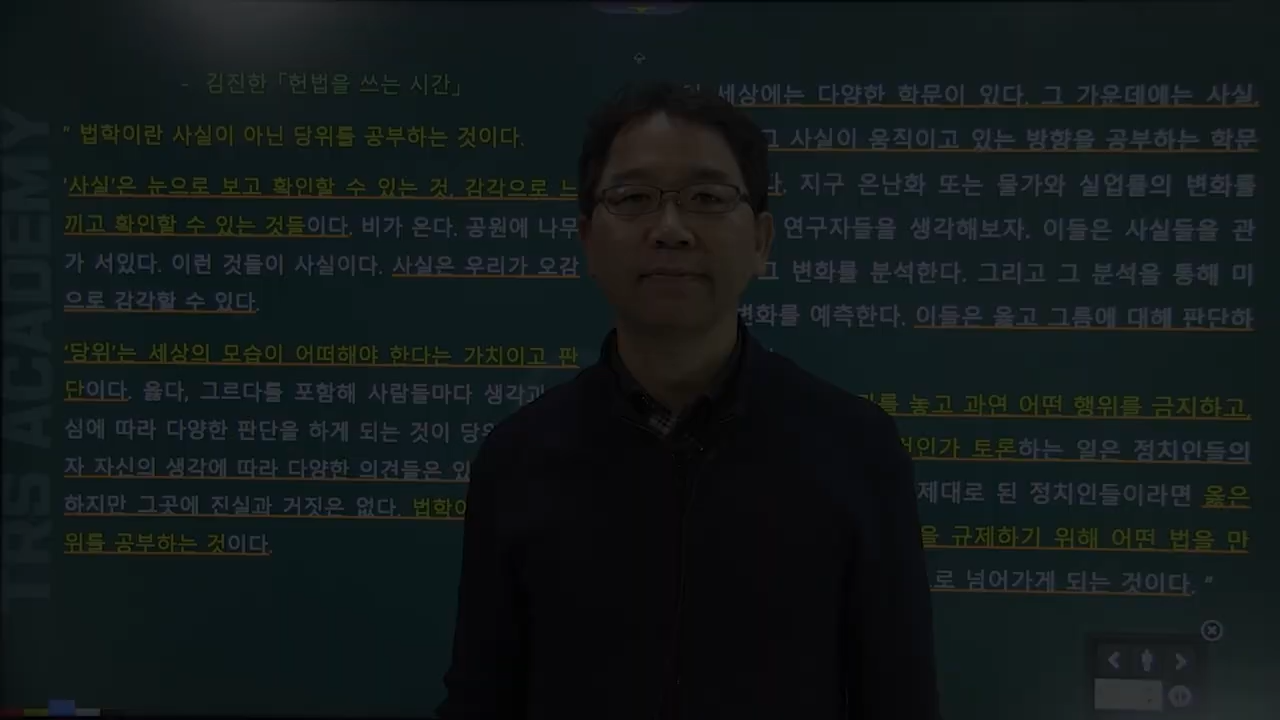 - 김진한 「헌법을 쓰는 시간」
" 법학이란 사실이 아닌 당위를 공부하는 것이다.
'사실'은 눈으로 보고 확인할 수 있는 것, 감각으로 느
끼고 확인할 수 있는 것들이다. 비가 온다. 공원에 나무
가 서있다. 이런 것들이 사실이다. 사실은 우리가 오감
으로 감각할 수 있다.
'당위'는 세상의 모습이 어떠해야 한다는 가치이고 판
단이다. 옳다, 그르다를 포함해 사람들마다 생각과
심에 따라 다양한 판단을 하게 되는 것이
자 자신의 생각에 따라 다양한 의견들은
하지만 그곳에 진실과 거짓은 없다. 법학이
위를 공부하는 것이다.
세상에는 다양한 학문이 있다. 그 가운데에는 사실,
그 사실이 움직이고 있는 방향을 공부하는 학문
지구 온난화 또는 물가와 실업률의 변화를
연구자들을 생각해보자. 이들은 사실들을 관
그 변화를 분석한다. 그리고 그 분석을 통해 미
변화를 예측한다. 이들은 옳고 그름에 대해 판단하
를 놓고 과연 어떤 행위를 금지하고,
인가 토론하는 일은 정치인들의
제대로 된 정치인들이라면 옳은
을 규제하기 위해 어떤 법을 만
로 넘어가게 되는 것이다. "
TRS ACADEMY